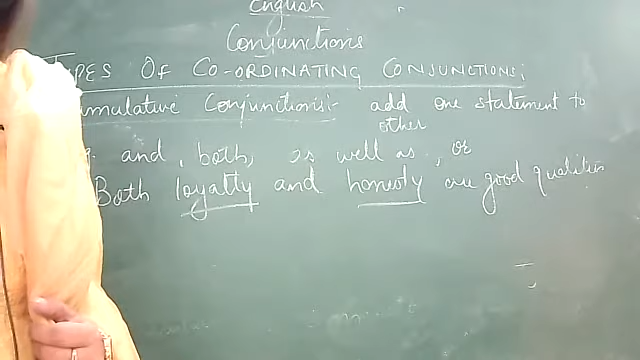 English
Conjunctions
TYPES OF CO-ORDINATING CONJUNCTIONS:
umulative Conjunctions:- add one statement to
other
g. and, both, as well as, or
Both loyalty and honesty are good qualities